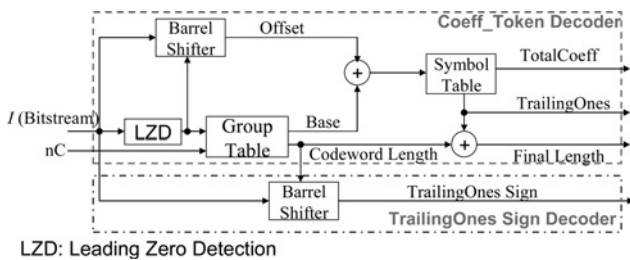 Coeff_Token Decoder
Barrel
Shifter
Offset
TotalCoeff
Symbol
Table
I (Bitstream)
LZD
Group
Table
Base
TrailingOnes
nC
Codeword Length
Final Length
Barrel
Shifter
TrailingOnes Sign
TrailingOnes Sign Decoder
LZD: Leading Zero Detection